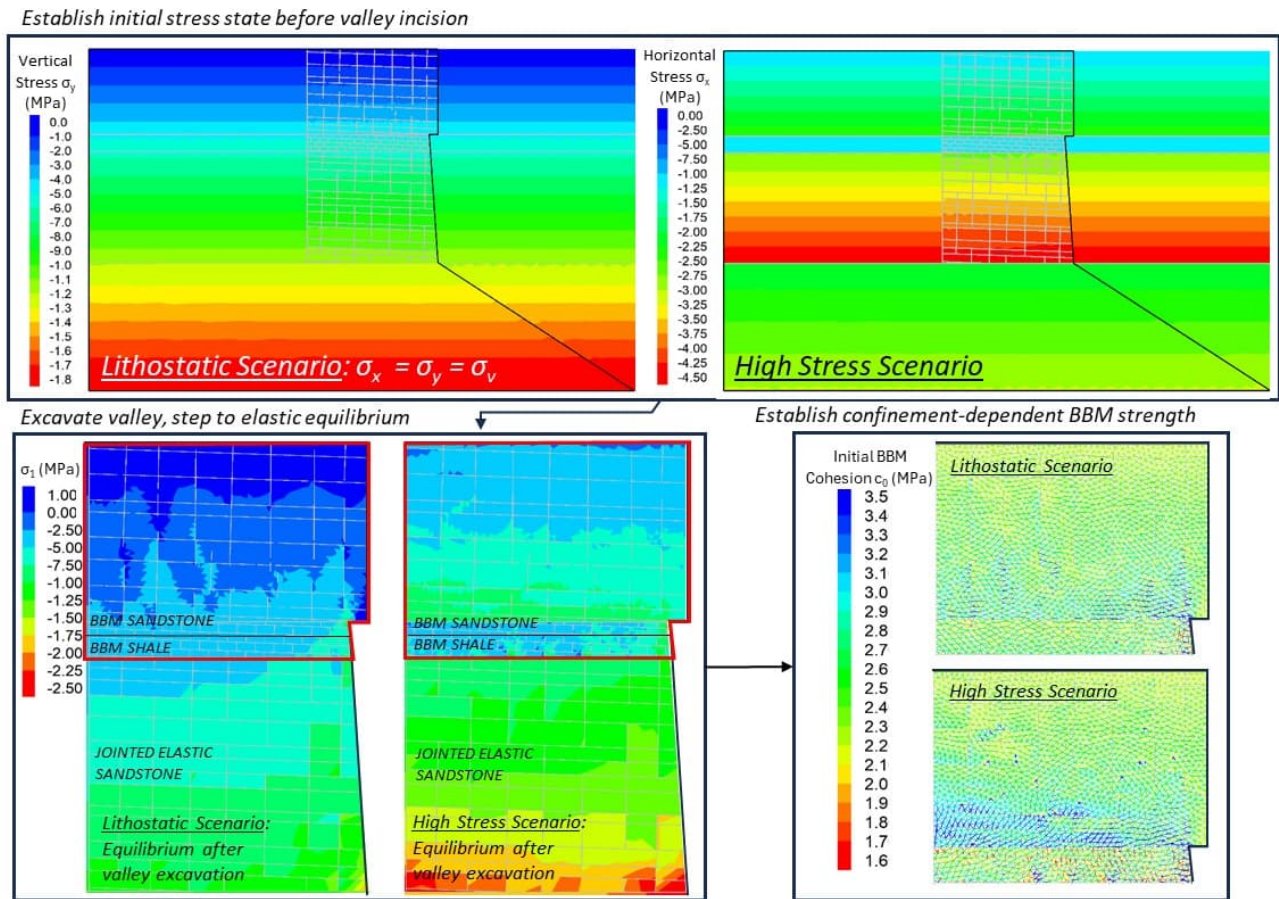 Establish initial stress state before valley incision
Vertical
Stress σy
(MPa)
0.0
-1.0
-2.0
-3.0
-4.0
-5.0
-6.0
-7.0
-8.0
-9.0
-1.0
-1.1
-1.2
-1.3
-1.4
-1.5
-1.6
-1.7
-1.8
Lithostatic Scenario: σx = σy = σv
Horizontal
Stress σx
(MPa)
0.00
-2.50
-5.00
-7.50
-1.00
-1.25
-1.50
-1.75
-2.00
-2.25
-2.50
-2.75
-3.00
-3.50
-3.75
-4.00
-4.25
-4.50
High Stress Scenario
Excavate valley, step to elastic equilibrium
σ1 (MPa)
1.00
0.00
-2.50
-5.00
-7.50
-1.00
-1.25
-1.50
-1.75
-2.00
-2.25
-2.50
BBM SANDSTONE
BBM SHALE
JOINTED ELASTIC
SANDSTONE
Lithostatic Scenario:
Equilibrium after
valley excavation
BBM SANDSTONE
BBM SHALE
JOINTED ELASTIC
SANDSTONE
High Stress Scenario:
Equilibrium after
valley excavation
Establish confinement-dependent BBM strength
Initial BBM
Cohesion c0 (MPa)
3.5
3.4
3.3
3.2
3.1
3.0
2.9
2.8
2.7
2.6
2.5
2.4
2.3
2.2
2.1
2.0
1.9
1.8
1.7
1.6
Lithostatic Scenario
High Stress Scenario